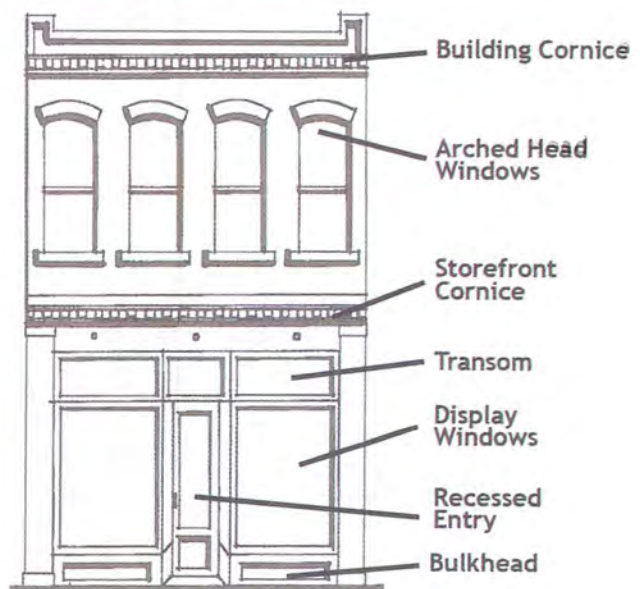 Building Cornice
Arched Head
Windows
Storefront
Cornice
Transom
Display
Windows
Recessed
Entry
Bulkhead